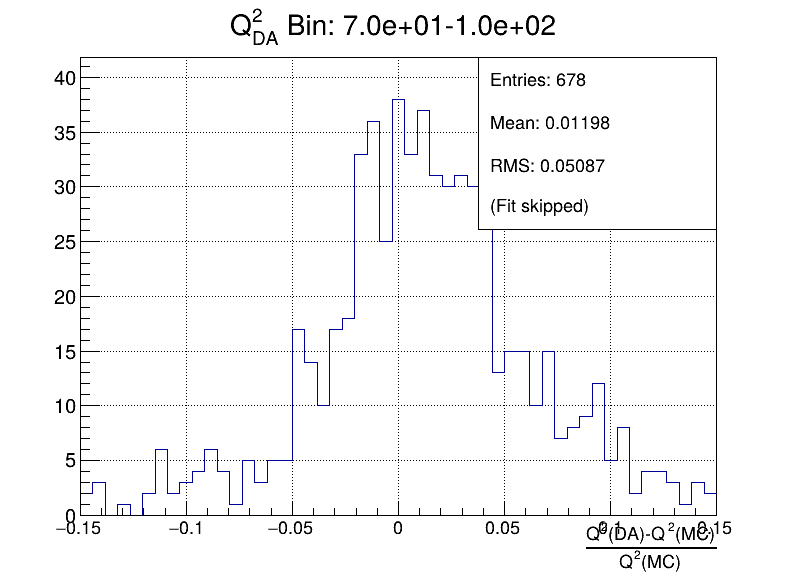 Q²DA Bin: 7.0e+01-1.0e+02
Entries: 678
Mean: 0.01198
RMS: 0.05087
(Fit skipped)
40
35
30
25
20
15
10
5
0
−0.15 −0.1 −0.05 0 0.05 0.1 0.15
Q²(DA)-Q²(MC)
Q²(MC)